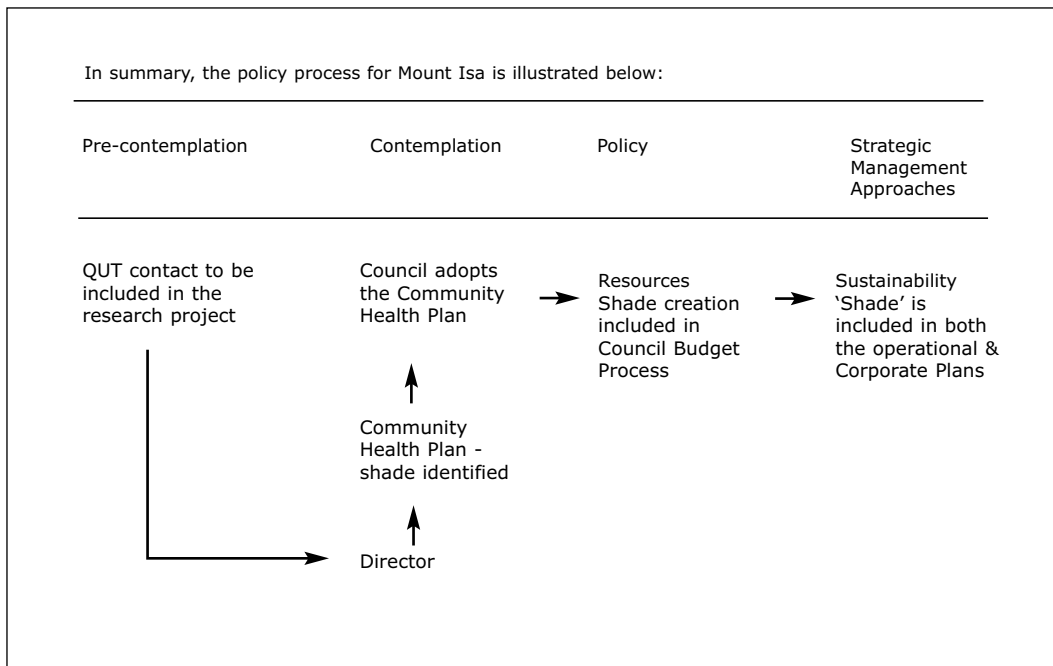 In summary, the policy process for Mount Isa is illustrated below:
Pre-contemplation
Contemplation
Policy
Strategic
Management
Approaches
QUT contact to be
included in the
research project
Council adopts
the Community
Health Plan
Resources
Shade creation
included in
Council Budget
Process
Sustainability
‘Shade’ is
included in both
the operational &
Corporate Plans
Community
Health Plan -
shade identified
Director